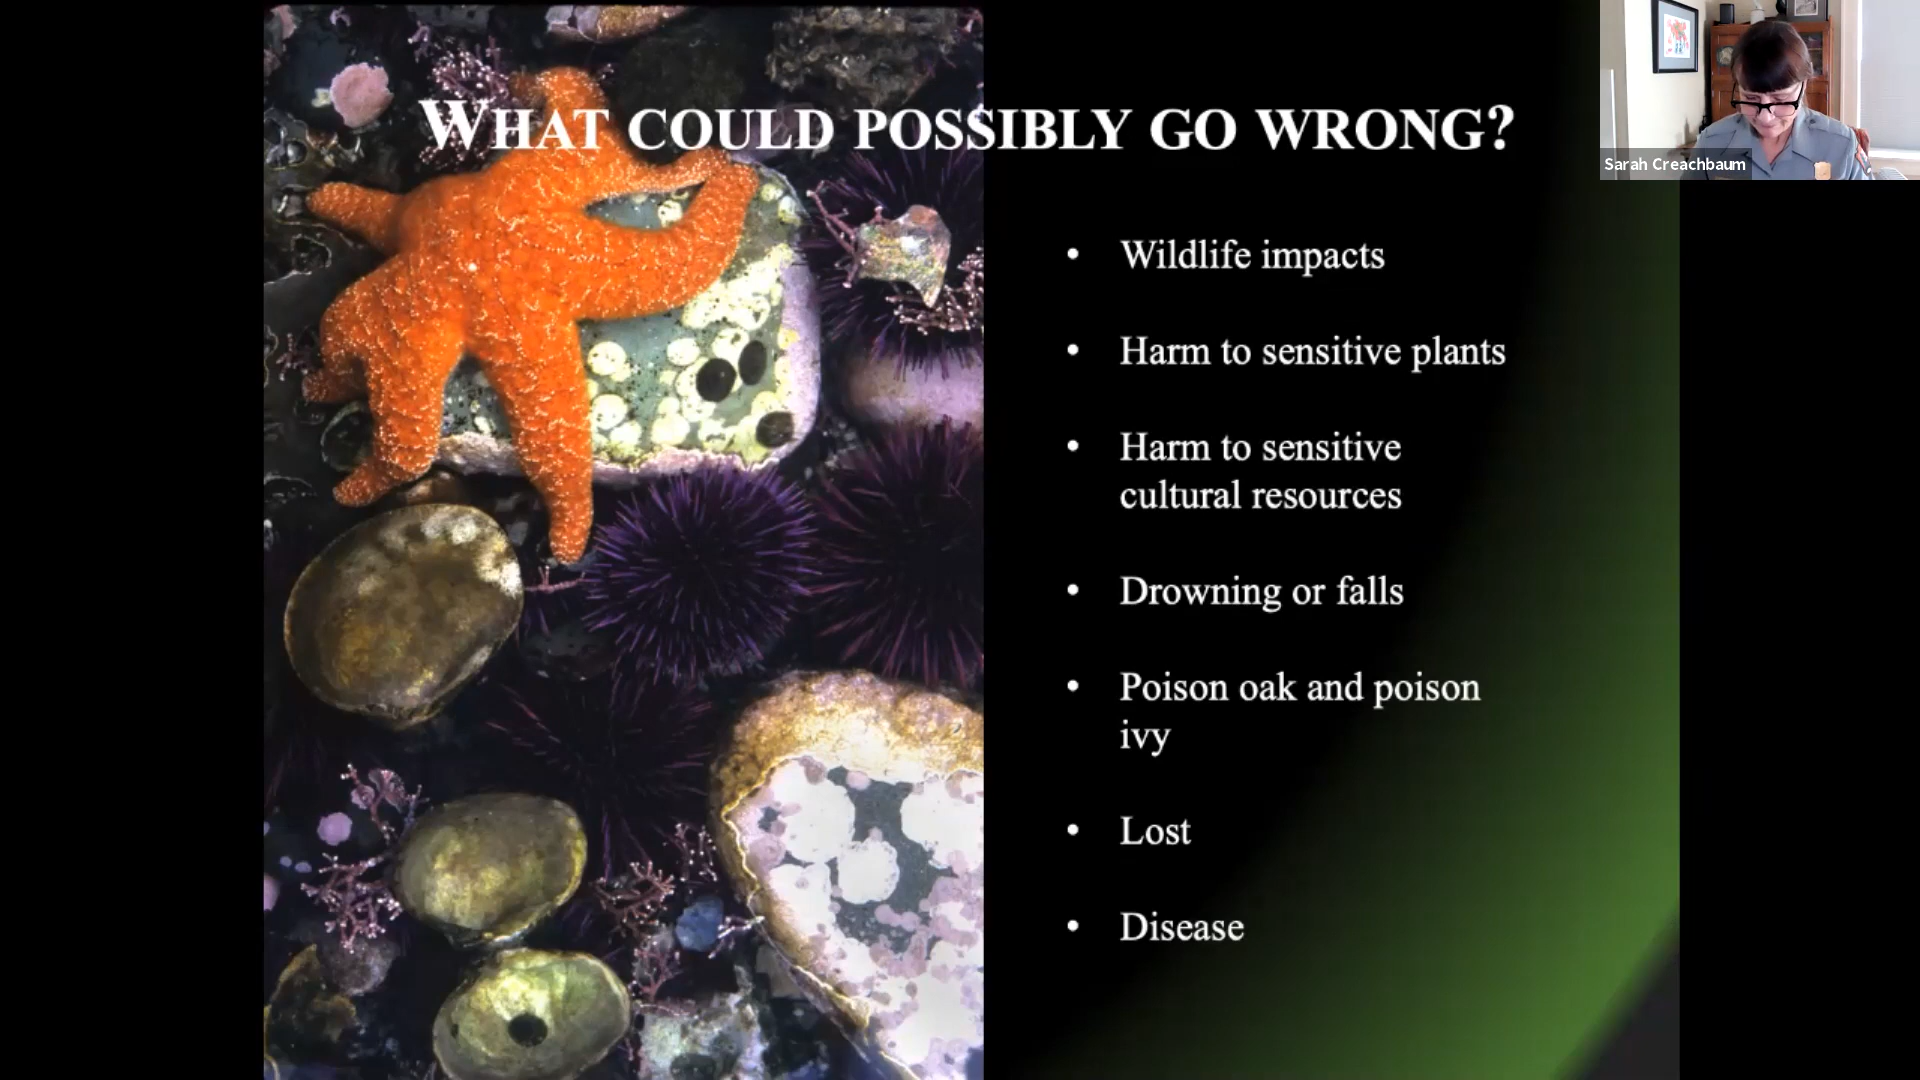 WHAT COULD POSSIBLY GO WRONG?
Sarah Creachbaum
• Wildlife impacts
• Harm to sensitive plants
• Harm to sensitive
cultural resources
• Drowning or falls
• Poison oak and poison
ivy
• Lost
• Disease